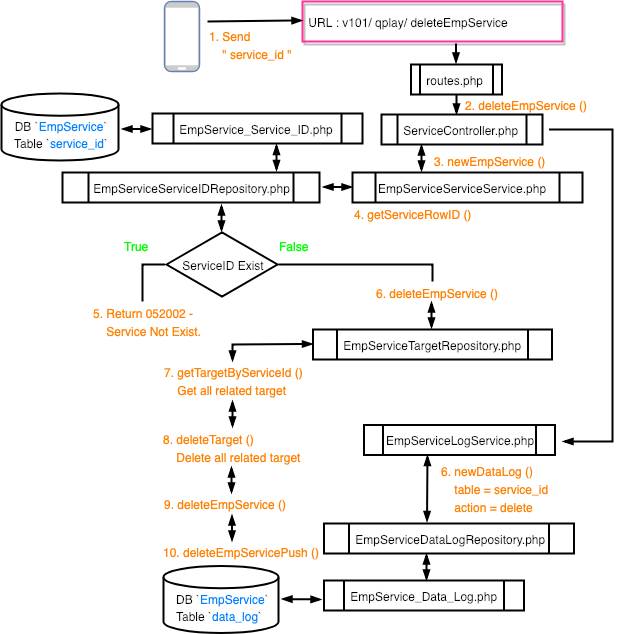 URL : v101/ qplay/ deleteEmpService
1. Send
" service_id "
routes.php
2. deleteEmpService ()
DB `EmpService`
Table `service_id`
EmpService_Service_ID.php
ServiceController.php
3. newEmpService ()
EmpServiceServiceIDRepository.php
EmpServiceServiceService.php
4. getServiceRowID ()
True
False
ServiceID Exist
5. Return 052002 -
Service Not Exist.
6. deleteEmpService ()
EmpServiceTargetRepository.php
7. getTargetByServiceId ()
Get all related target
8. deleteTarget ()
Delete all related target
EmpServiceLogService.php
6. newDataLog ()
table = service_id
action = delete
9. deleteEmpService ()
EmpServiceDataLogRepository.php
10. deleteEmpServicePush ()
DB `EmpService`
Table `data_log`
EmpService_Data_Log.php